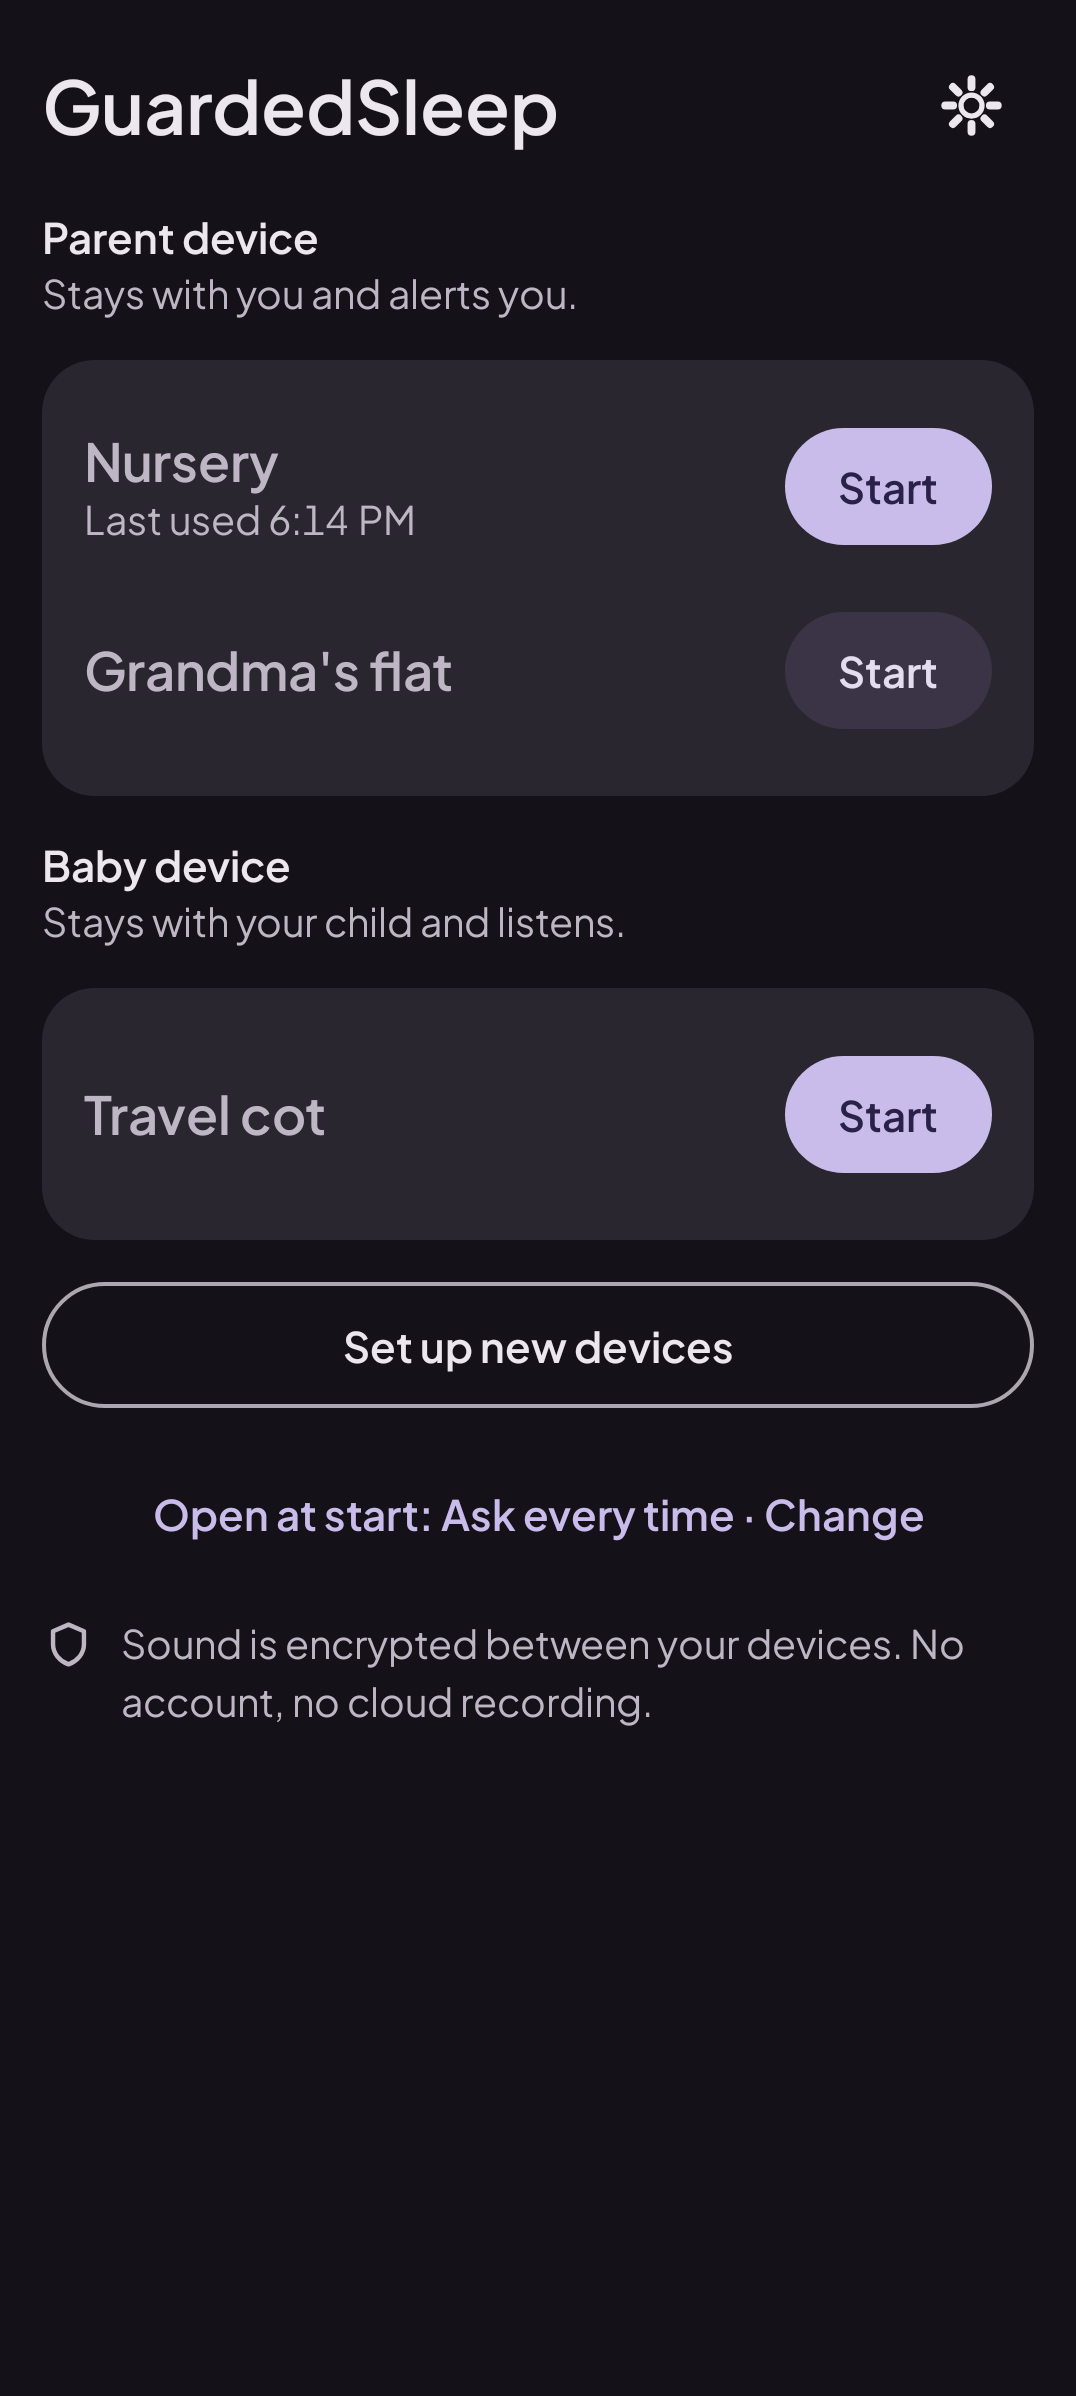 GuardedSleep
Parent device
Stays with you and alerts you.
Nursery
Last used 6:14 PM
Start
Grandma's flat
Start
Baby device
Stays with your child and listens.
Travel cot
Start
Set up new devices
Open at start: Ask every time · Change
Sound is encrypted between your devices. No
account, no cloud recording.